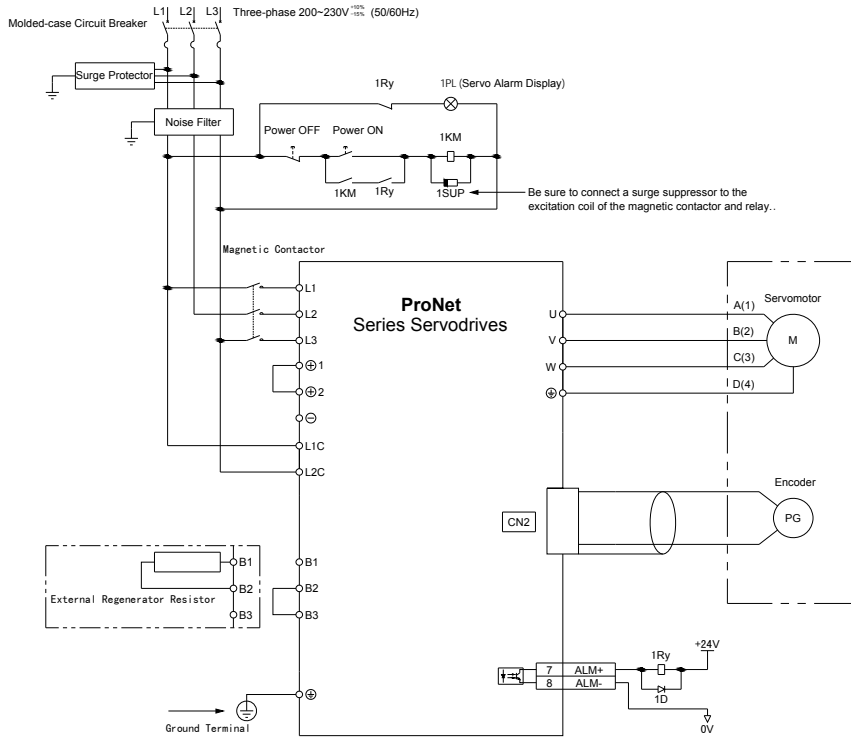 L1 L2 L3 Three-phase 200~230V +10% -15% (50/60Hz)
Molded-case Circuit Breaker
Surge Protector
1Ry 1PL (Servo Alarm Display)
Noise Filter
Power OFF Power ON 1KM
1KM 1Ry 1SUP
Be sure to connect a surge suppressor to the
excitation coil of the magnetic contactor and relay..
Magnetic Contactor
ProNet
Series Servodrives
L1
L2
L3
1
2
L1C
L2C
B1
B2
B3
U
V
W
A(1)
B(2)
C(3)
D(4)
Servomotor
M
CN2
Encoder
PG
External Regenerator Resistor
B1
B2
B3
7 ALM+
8 ALM-
1Ry
+24V
1D
0V
Ground Terminal